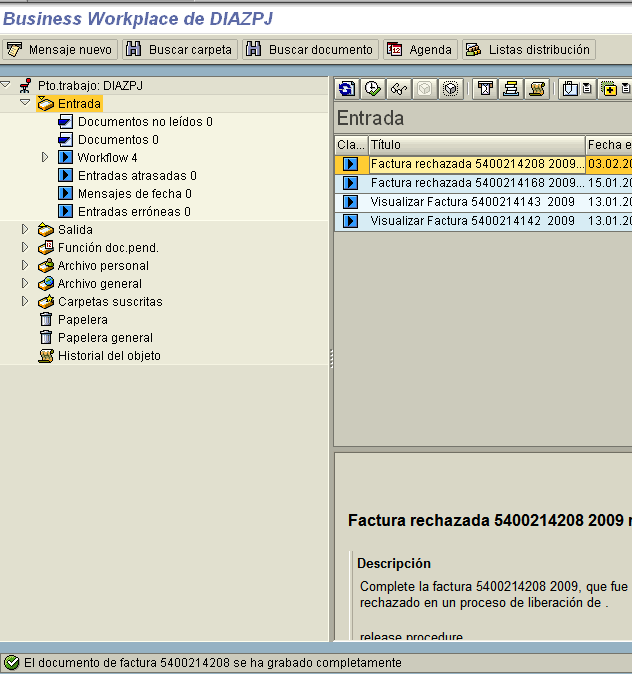 Business Workplace de DIAZPJ
Mensaje nuevo Buscar carpeta Buscar documento Agenda Listas distribución
Pto.trabajo: DIAZPJ
Entrada
Documentos no leídos 0
Documentos 0
Workflow 4
Entradas atrasadas 0
Mensajes de fecha 0
Entradas erróneas 0
Salida
Función doc.pend.
Archivo personal
Archivo general
Carpetas suscritas
Papelera
Papelera general
Historial del objeto
Entrada
Cla... Título Fecha e
Factura rechazada 5400214208 2009... 03.02.20
Factura rechazada 5400214168 2009... 15.01.20
Visualizar Factura 5400214143 2009 13.01.20
Visualizar Factura 5400214142 2009 13.01.20
Factura rechazada 5400214208 2009 r
Descripción
Complete la factura 5400214208 2009, que fue
rechazado en un proceso de liberación de .
release procedure
El documento de factura 5400214208 se ha grabado completamente